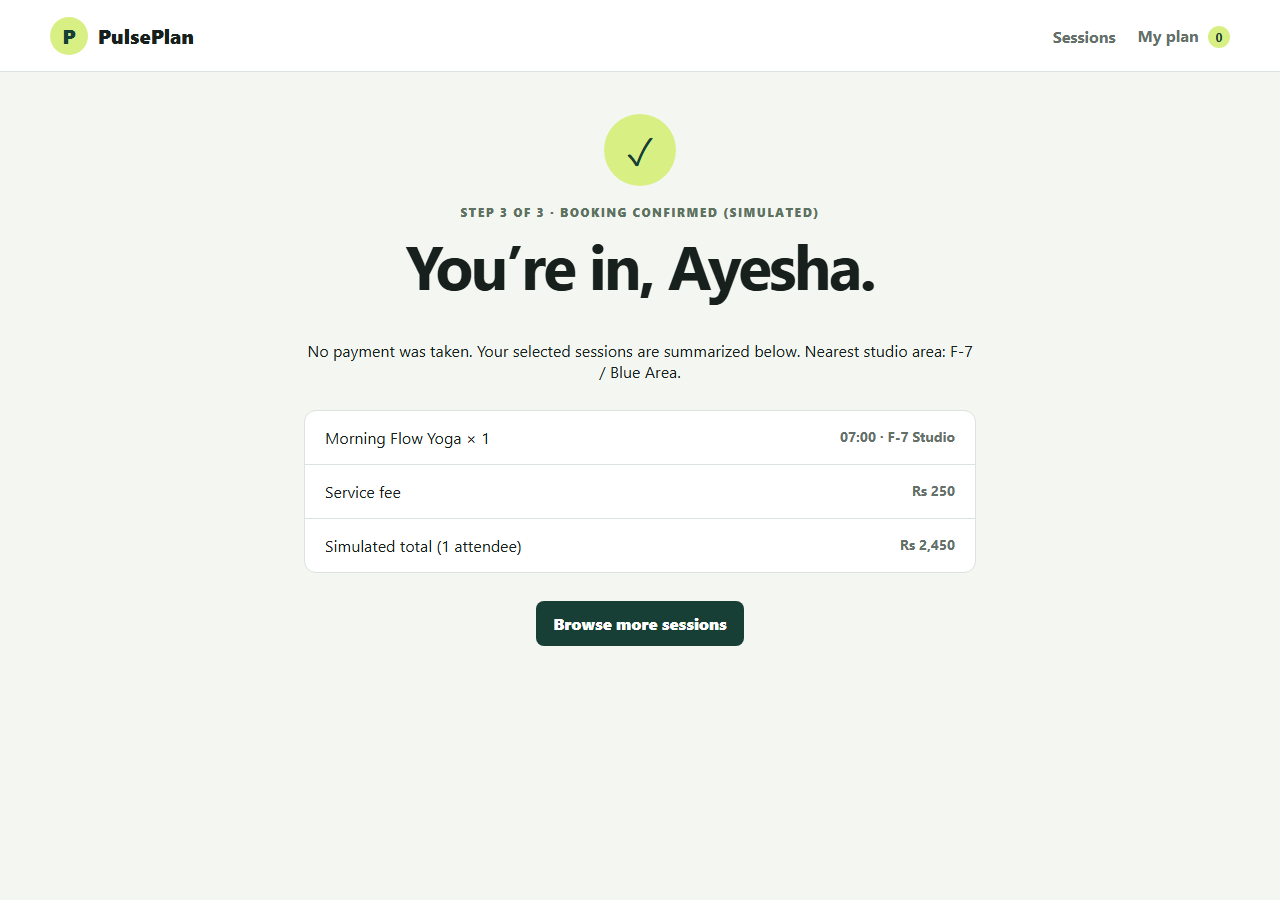 P PulsePlan
Sessions My plan 0
✓
STEP 3 OF 3 · BOOKING CONFIRMED (SIMULATED)
You’re in, Ayesha.
No payment was taken. Your selected sessions are summarized below. Nearest studio area: F-7
/ Blue Area.
Morning Flow Yoga × 1 07:00 · F-7 Studio
Service fee Rs 250
Simulated total (1 attendee) Rs 2,450
Browse more sessions